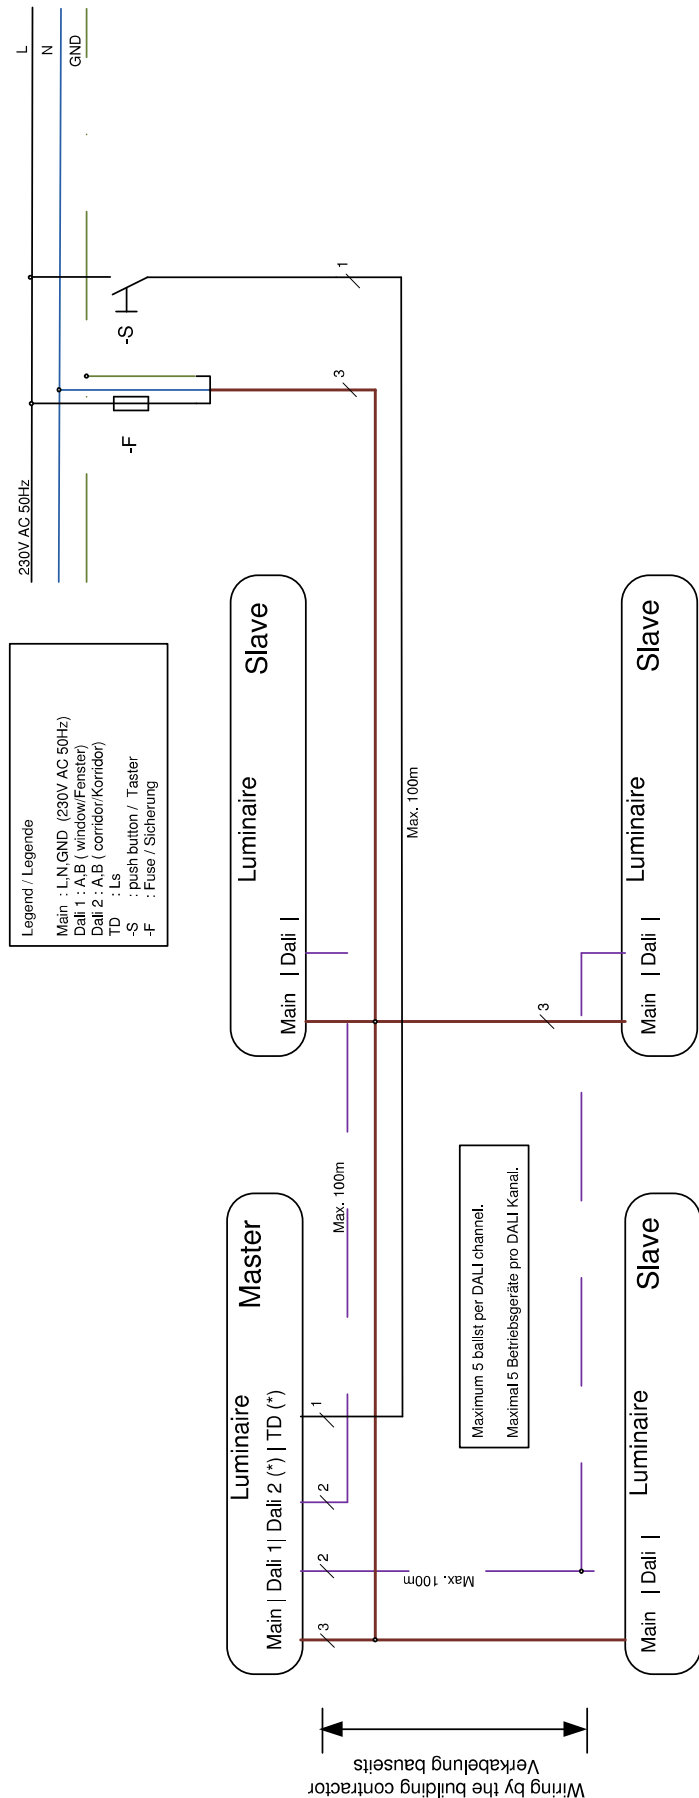 L
N
GND
230V AC 50Hz
-S
-F
1
3
Legend / Legende
Main : L,N,GND (230V AC 50Hz)
Dali 1 : A,B ( window/Fenster)
Dali 2 : A,B ( corridor/Korridor)
TD : Ls
-S : push button / Taster
-F : Fuse / Sicherung
Luminaire
Master
Main | Dali 1| Dali 2 (*) | TD (*)
3
2
2
1
Luminaire
Slave
Main | Dali |
Max. 100m
Max. 100m
Max. 100m
3
Maximum 5 ballst per DALI channel.
Maximal 5 Betriebsgeräte pro DALI Kanal.
Luminaire
Slave
Main | Dali |
Luminaire
Slave
Main | Dali |
Wiring by the building contractor
Verkabelung bauseits